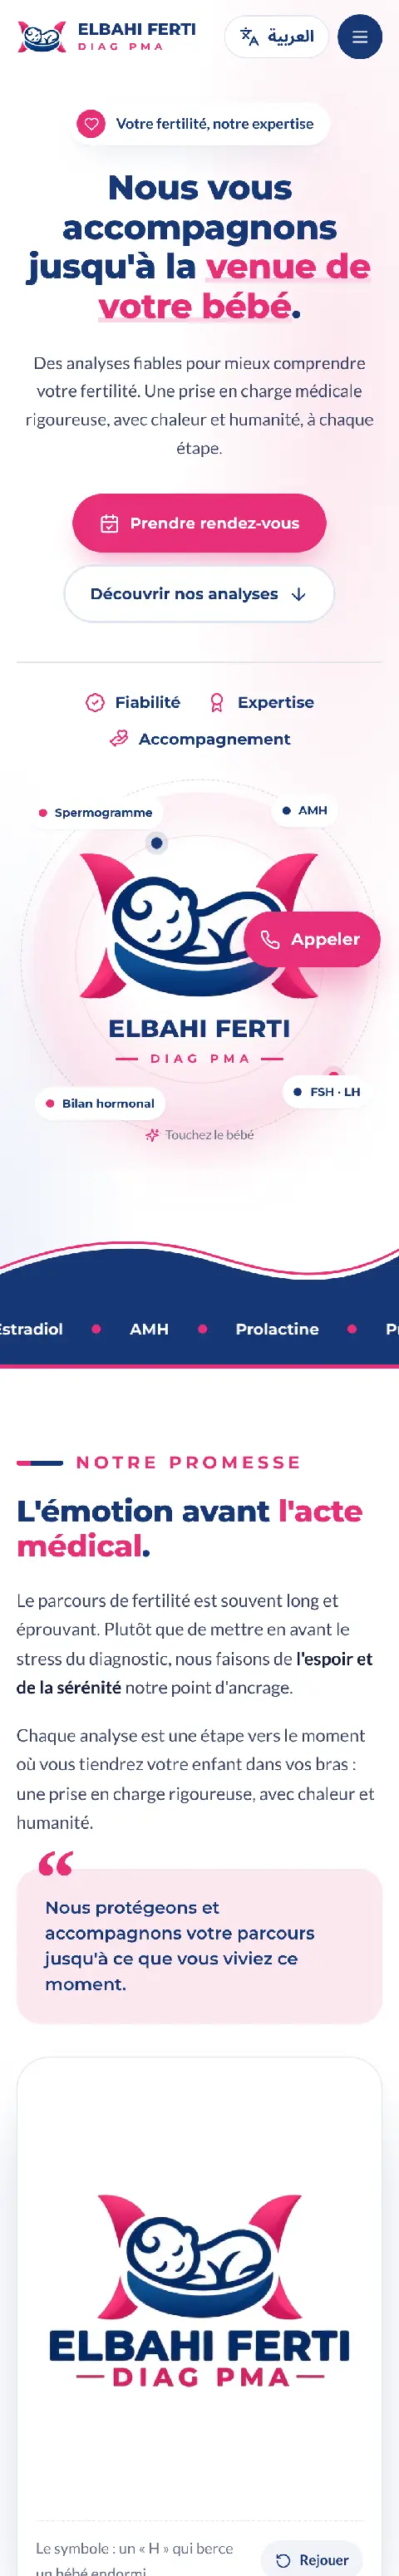 ELBAHI FERTI
DIAG PMA
العربية
Votre fertilité, notre expertise
Nous vous
accompagnons
jusqu'à la venue de
votre bébé.
Des analyses fiables pour mieux comprendre
votre fertilité. Une prise en charge médicale
rigoureuse, avec chaleur et humanité, à chaque
étape.
Prendre rendez-vous
Découvrir nos analyses
Fiabilité
Expertise
Accompagnement
Spermogramme
AMH
Appeler
ELBAHI FERTI
DIAG PMA
Bilan hormonal
FSH · LH
Touchez le bébé
Estradiol • AMH • Prolactine •
NOTRE PROMESSE
L'émotion avant l'acte
médical.
Le parcours de fertilité est souvent long et
éprouvant. Plutôt que de mettre en avant le
stress du diagnostic, nous faisons de l'espoir et
de la sérénité notre point d'ancrage.
Chaque analyse est une étape vers le moment
où vous tiendrez votre enfant dans vos bras :
une prise en charge rigoureuse, avec chaleur et
humanité.
“
Nous protégeons et
accompagnons votre parcours
jusqu'à ce que vous viviez ce
moment.
ELBAHI FERTI
DIAG PMA
Le symbole : un « H » qui berce
un bébé endormi
Rejouer